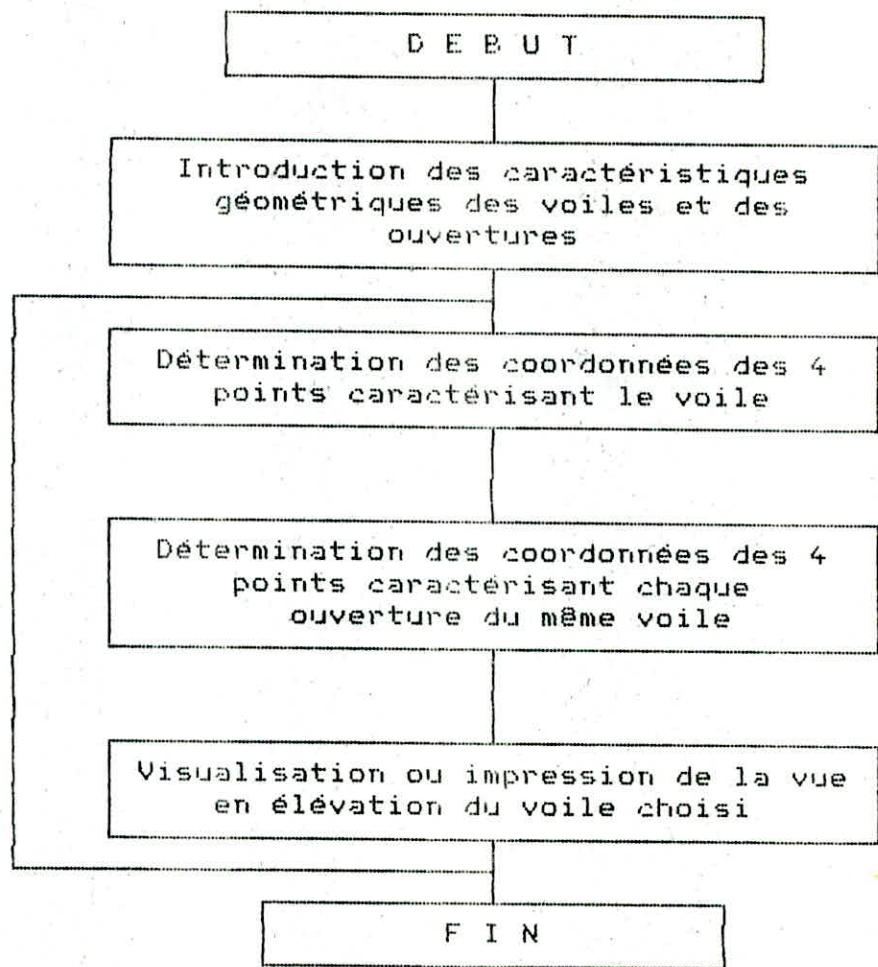 D E B U T
Introduction des caractéristiques
géométriques des voiles et des
ouvertures
Détermination des coordonnées des 4
points caractérisant le voile
Détermination des coordonnées des 4
points caractérisant chaque
ouverture du même voile
Visualisation ou impression de la vue
en élévation du voile choisi
F I N